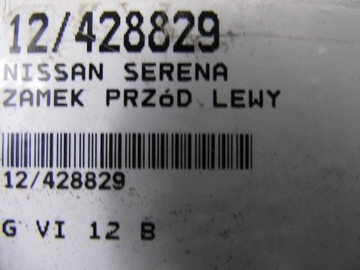 12/428829
NISSAN SERENA
ZAMEK PRZóD LEWY
12/428829
G VI 12 B